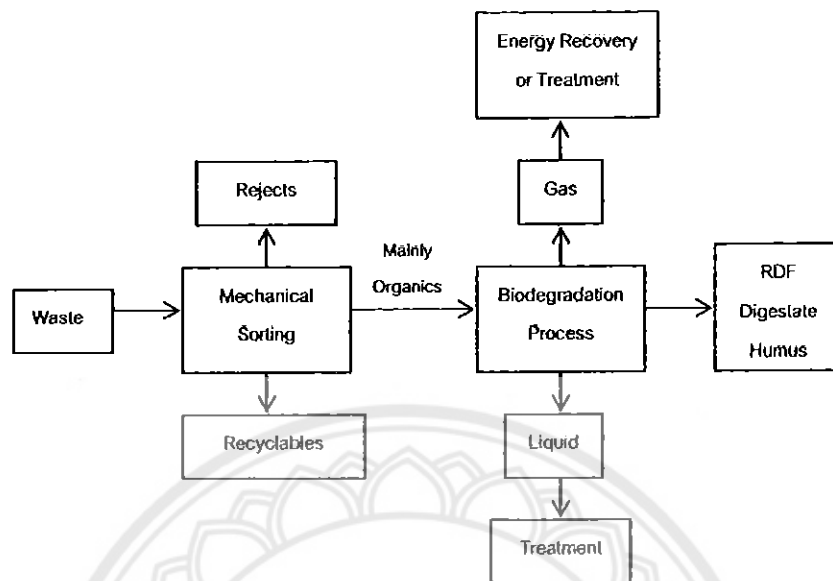 Energy Recovery
or Treatment
Rejects
Gas
Mainly
Organics
Waste
Mechanical
Sorting
Biodegradation
Process
RDF
Digestate
Humus
Recyclables
Liquid
Treatment